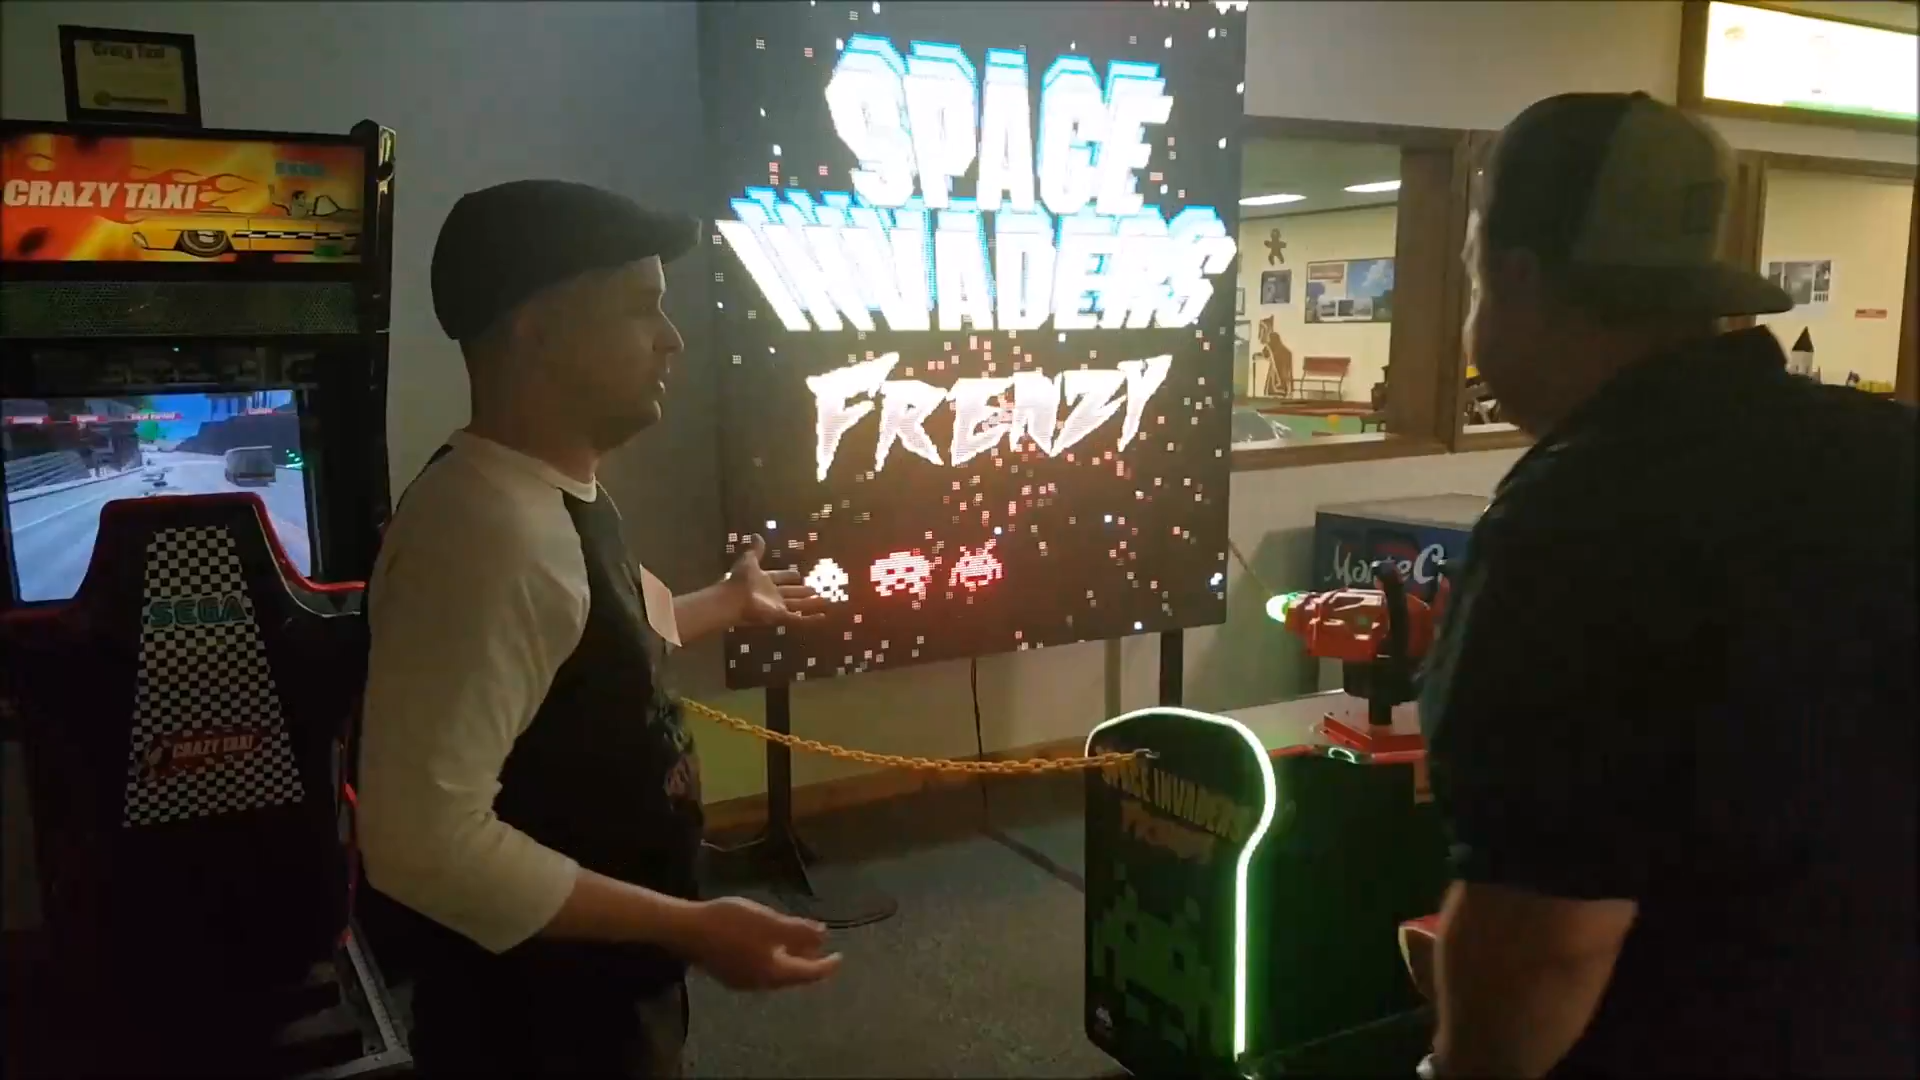 Crazy Taxi
CRAZY TAXI
SEGA
CRAZY TAXI
SPACE
INVADERS
FRENZY
SPACE INVADERS
FRENZY